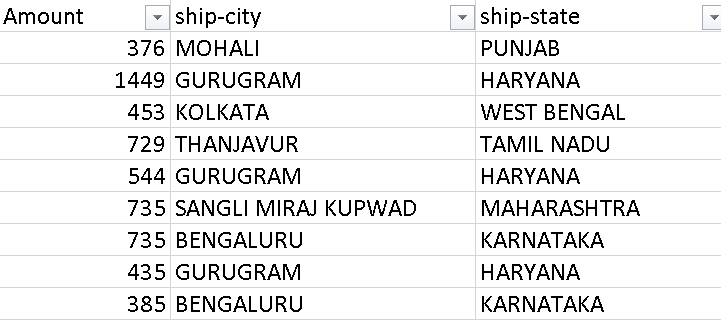 Amount ship-city ship-state
376 MOHALI PUNJAB
1449 GURUGRAM HARYANA
453 KOLKATA WEST BENGAL
729 THANJAVUR TAMIL NADU
544 GURUGRAM HARYANA
735 SANGLI MIRAJ KUPWAD MAHARASHTRA
735 BENGALURU KARNATAKA
435 GURUGRAM HARYANA
385 BENGALURU KARNATAKA